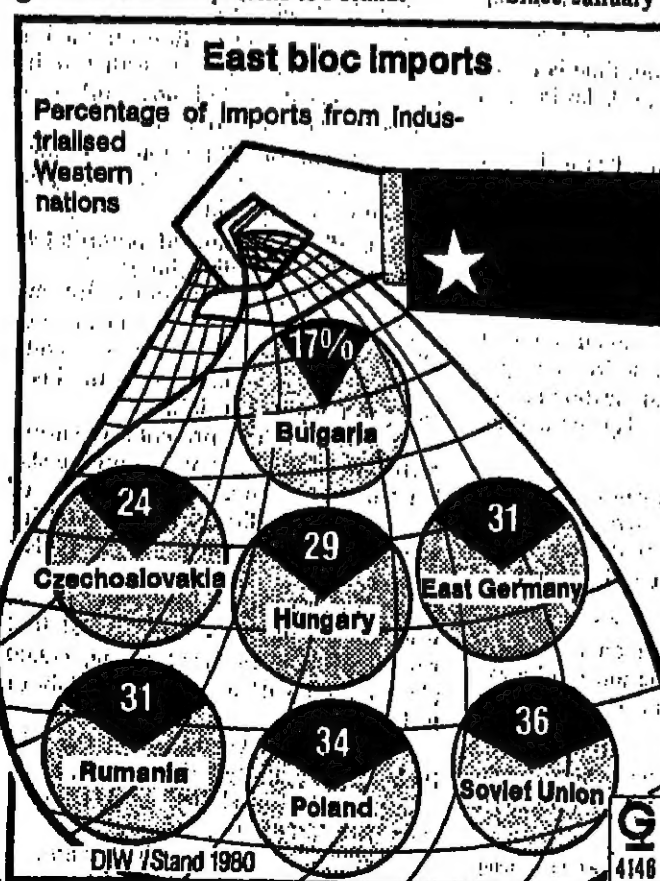 East bloc imports
Percentage of imports from Indus-
trialised
Western
nations
17%
Bulgaria
24
Czechoslovakia
29
Hungary
31
East Germany
31
Rumania
34
Poland
36
Soviet Union
DIW /Stand 1980
4146